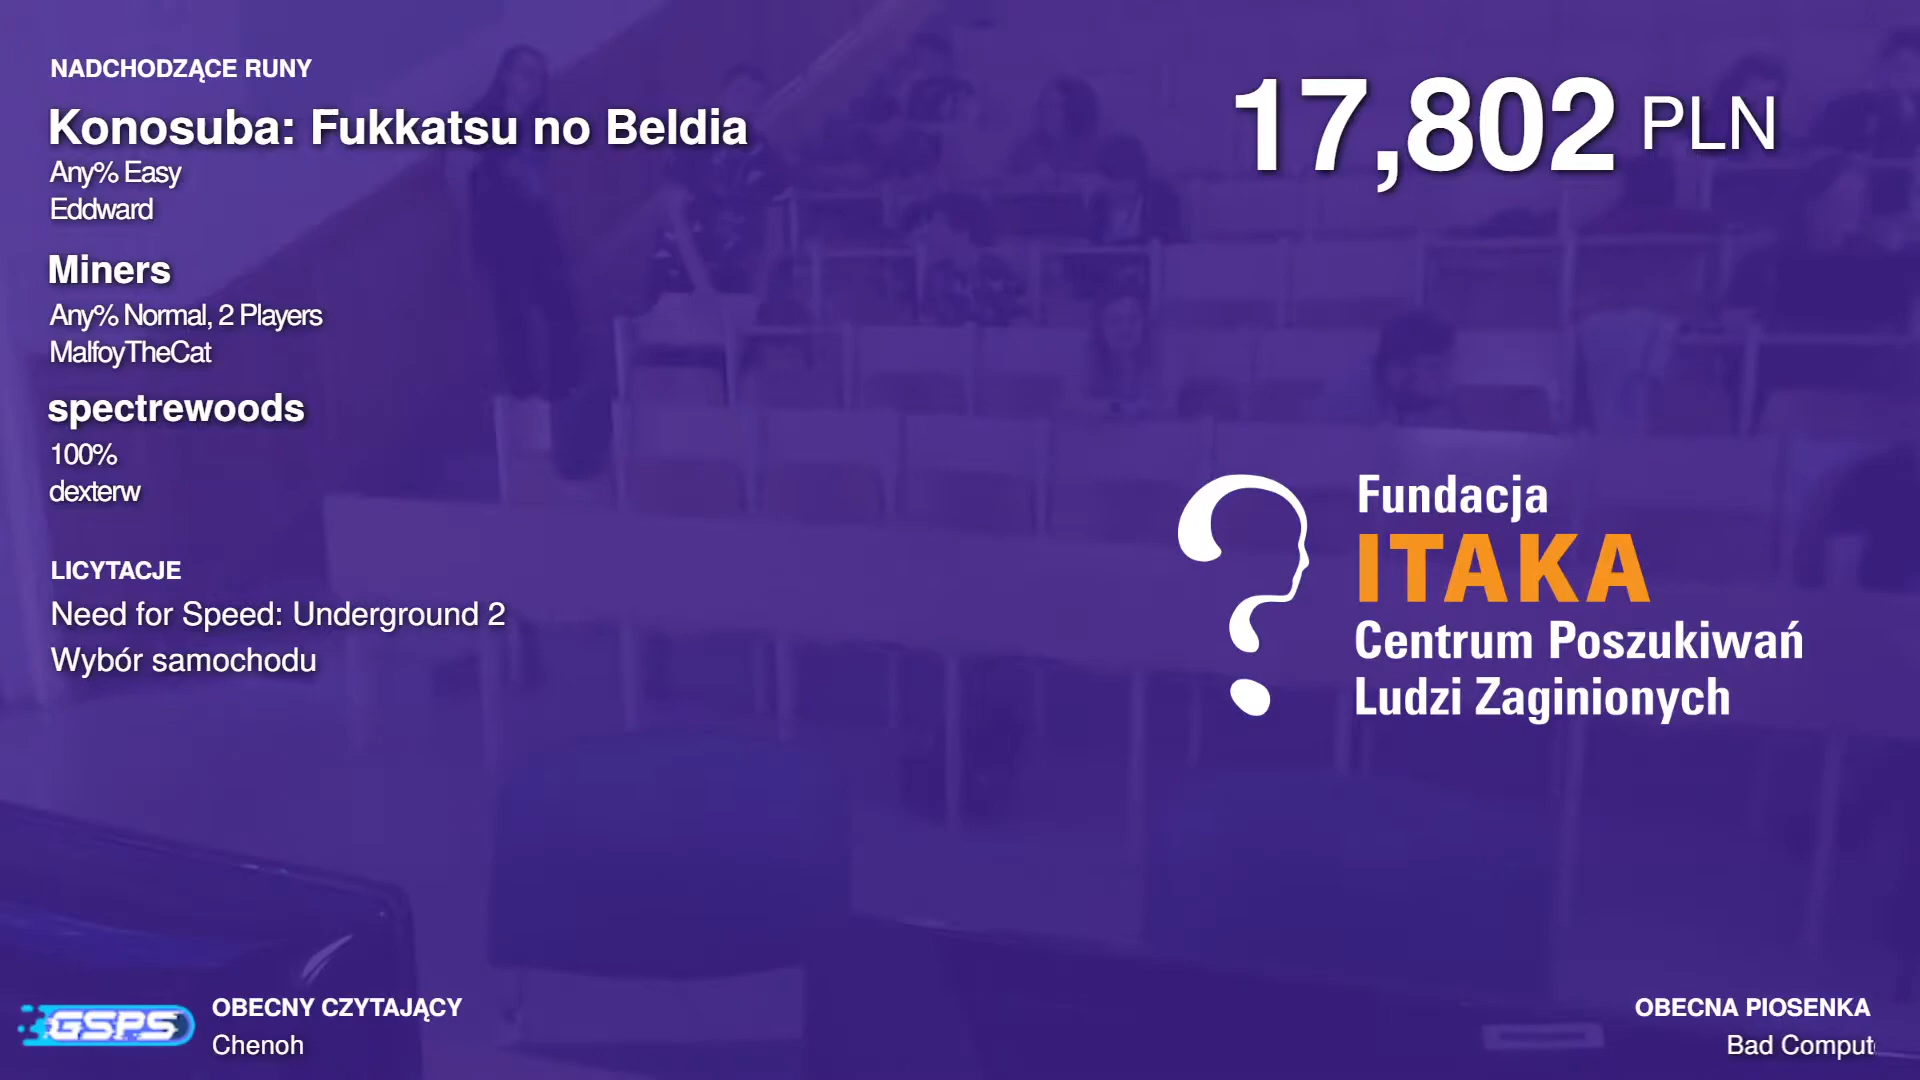 NADCHODZĄCE RUNY
Konosuba: Fukkatsu no Beldia
Any% Easy
Eddward
Miners
Any% Normal, 2 Players
MalfoyTheCat
spectrewoods
100%
dexterw
LICYTACJE
Need for Speed: Underground 2
Wybór samochodu
17,802 PLN
Fundacja
ITAKA
Centrum Poszukiwań
Ludzi Zaginionych
GSPS
OBECNY CZYTAJĄCY
Chenoh
OBECNA PIOSENKA
Bad Comput